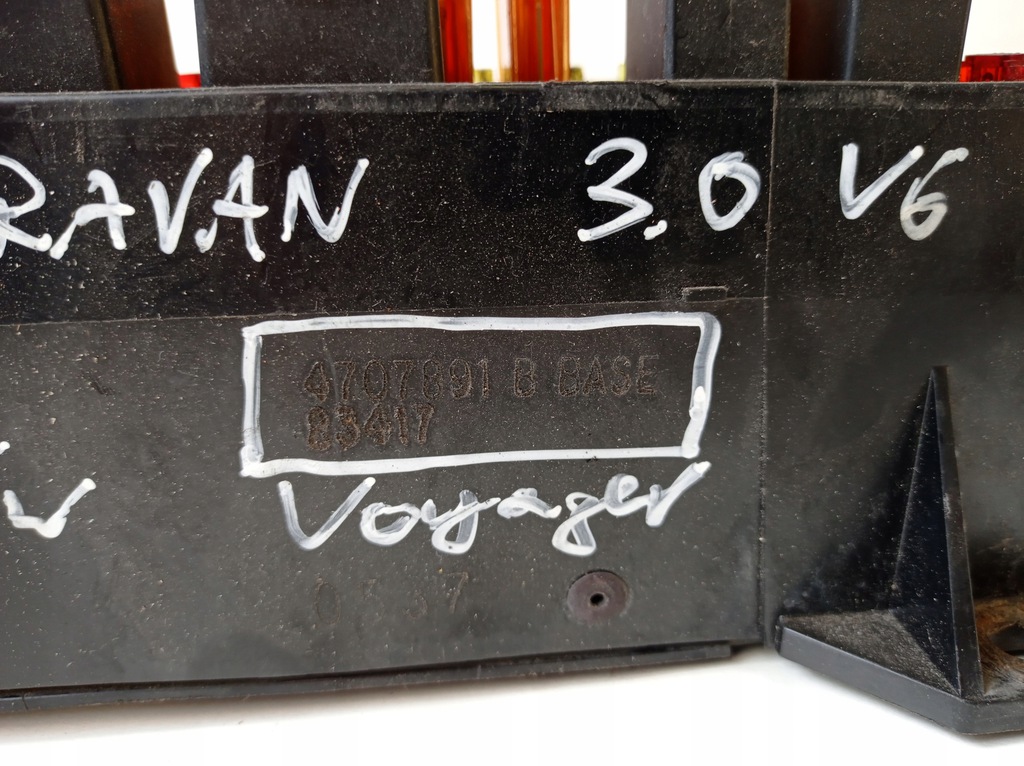 RAVAN 3.0 V6
4707891 B BASE
83417
Voyager